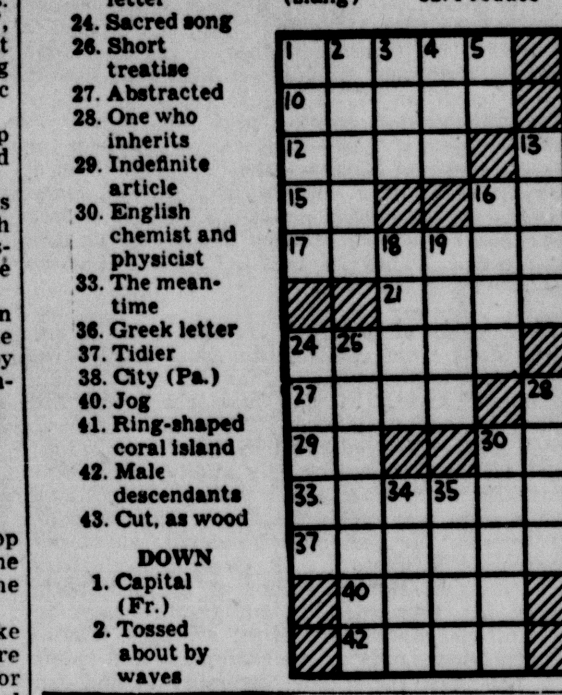 letter
24. Sacred song
26. Short
treatise
27. Abstracted
28. One who
inherits
29. Indefinite
article
30. English
chemist and
physicist
33. The mean-
time
36. Greek letter
37. Tidier
38. City (Pa.)
40. Jog
41. Ring-shaped
coral island
42. Male
descendants
43. Cut, as wood
DOWN
1. Capital
(Fr.)
2. Tossed
about by
waves
(slang)
1 2 3 4 5
10
12 13
15 16
17 18 19
21
24 25
27 28
29 30
33 34 35
37
40
42